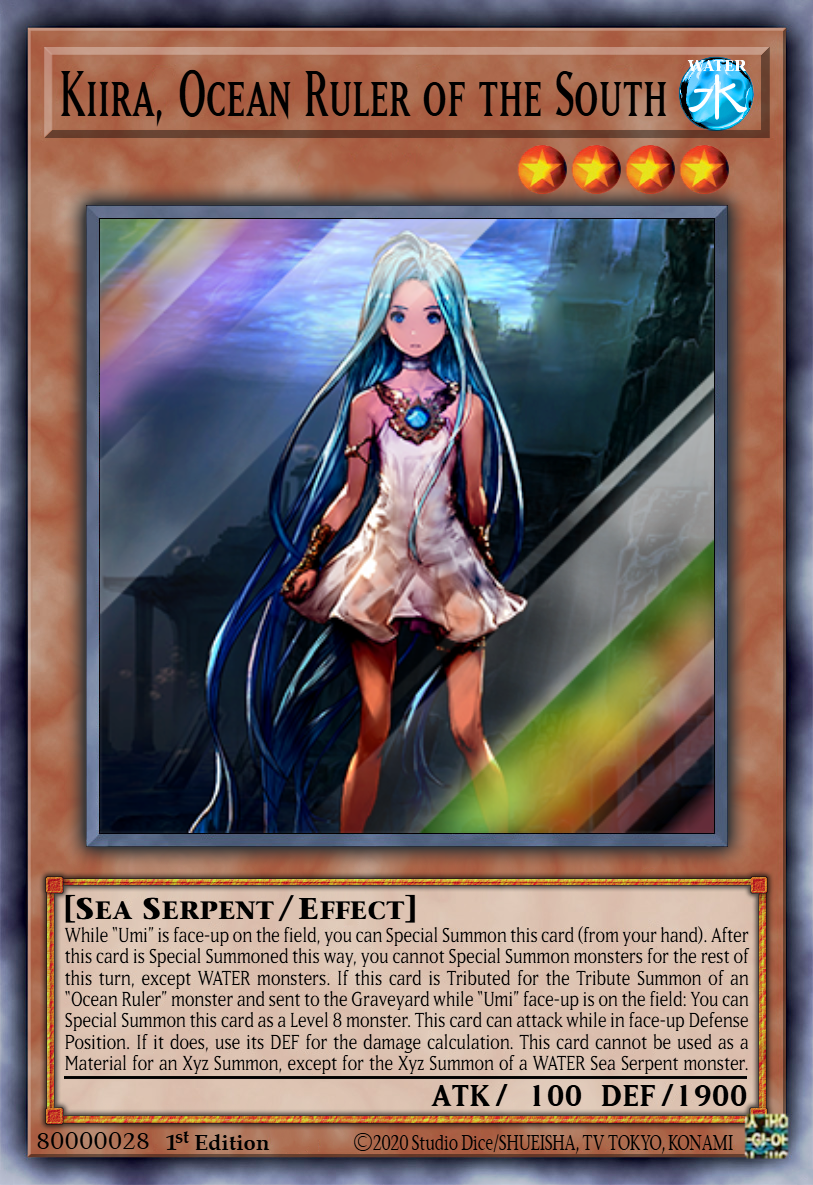 Kiira, Ocean Ruler of the South
WATER
水
[Sea Serpent/Effect]
While "Umi" is face-up on the field, you can Special Summon this card (from your hand). After
this card is Special Summoned this way, you cannot Special Summon monsters for the rest of
this turn, except WATER monsters. If this card is Tributed for the Tribute Summon of an
"Ocean Ruler" monster and sent to the Graveyard while "Umi" face-up is on the field: You can
Special Summon this card as a Level 8 monster. This card can attack while in face-up Defense
Position. If it does, use its DEF for the damage calculation. This card cannot be used as a
Material for an Xyz Summon, except for the Xyz Summon of a WATER Sea Serpent monster.
ATK/ 100 DEF/1900
80000028 1st Edition ©2020 Studio Dice/SHUEISHA, TV TOKYO, KONAMI